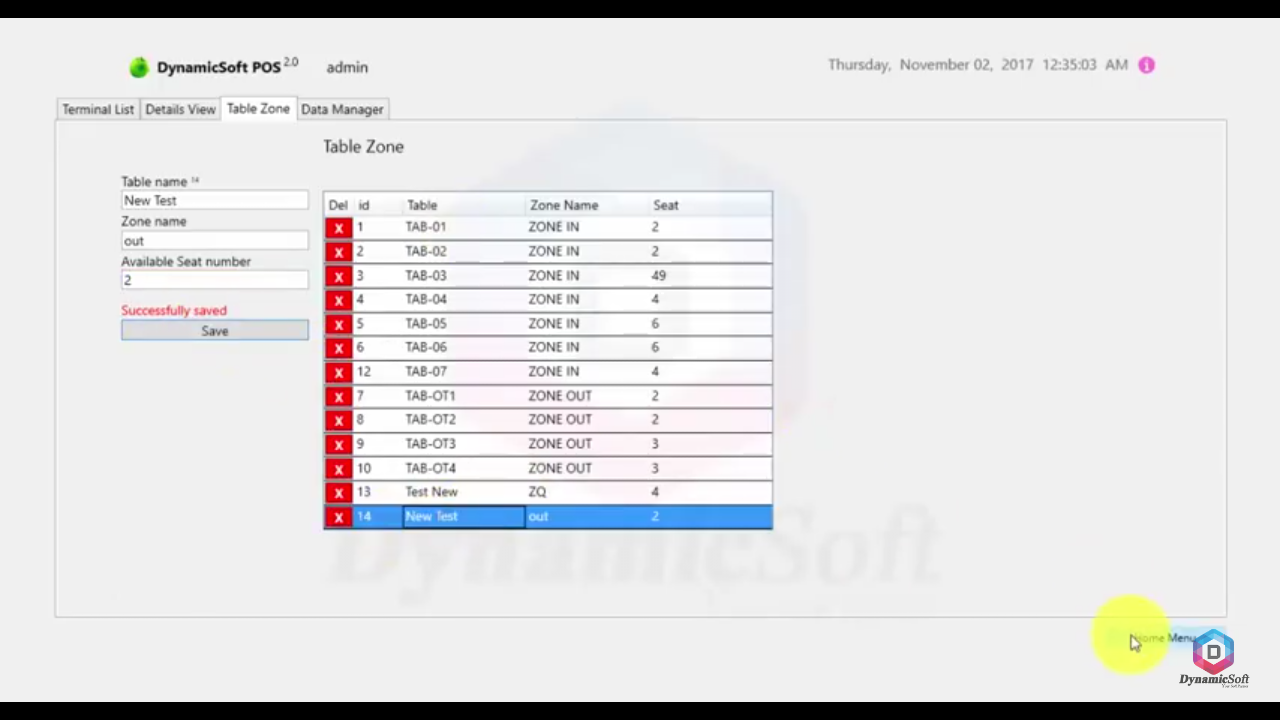 DynamicSoft POS 2.0 admin
Thursday, November 02, 2017 12:35:03 AM
Terminal List Details View Table Zone Data Manager
Table Zone
Table name 14
New Test
Zone name
out
Available Seat number
2
Successfully saved
Save
Del id Table Zone Name Seat
X 1 TAB-01 ZONE IN 2
X 2 TAB-02 ZONE IN 2
X 3 TAB-03 ZONE IN 49
X 4 TAB-04 ZONE IN 4
X 5 TAB-05 ZONE IN 6
X 6 TAB-06 ZONE IN 6
X 12 TAB-07 ZONE IN 4
X 7 TAB-OT1 ZONE OUT 2
X 8 TAB-OT2 ZONE OUT 2
X 9 TAB-OT3 ZONE OUT 3
X 10 TAB-OT4 ZONE OUT 3
X 13 Test New ZQ 4
X 14 New Test out 2
DynamicSoft
Home Menu
D
DynamicSoft